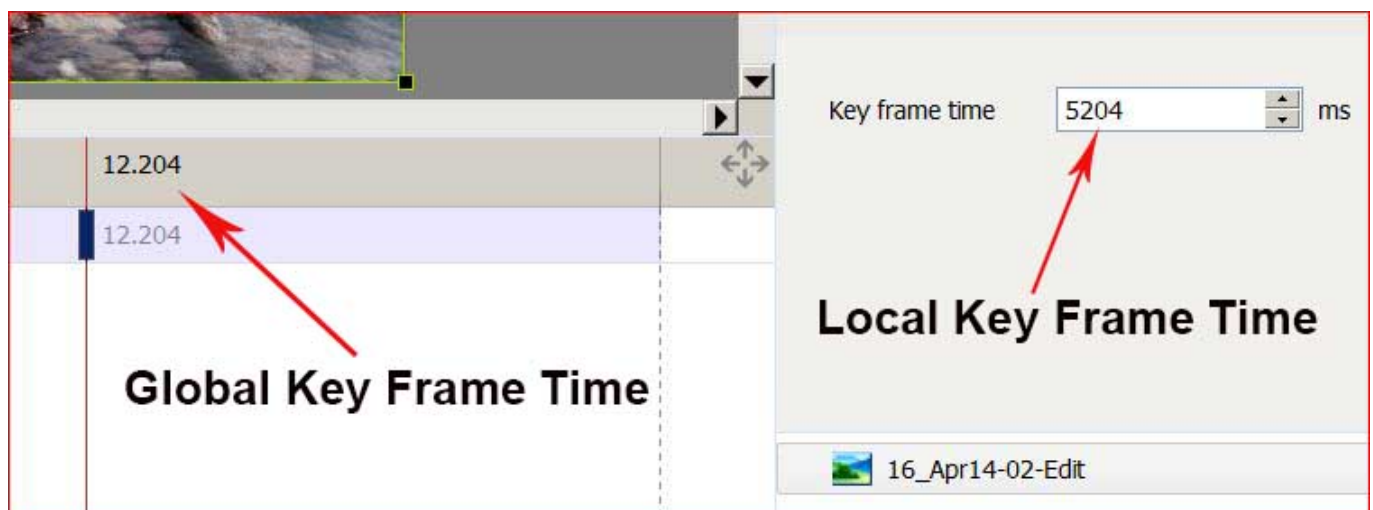 Key frame time 5204 ms
12.204
12.204
Local Key Frame Time
Global Key Frame Time
16_Apr14-02-Edit